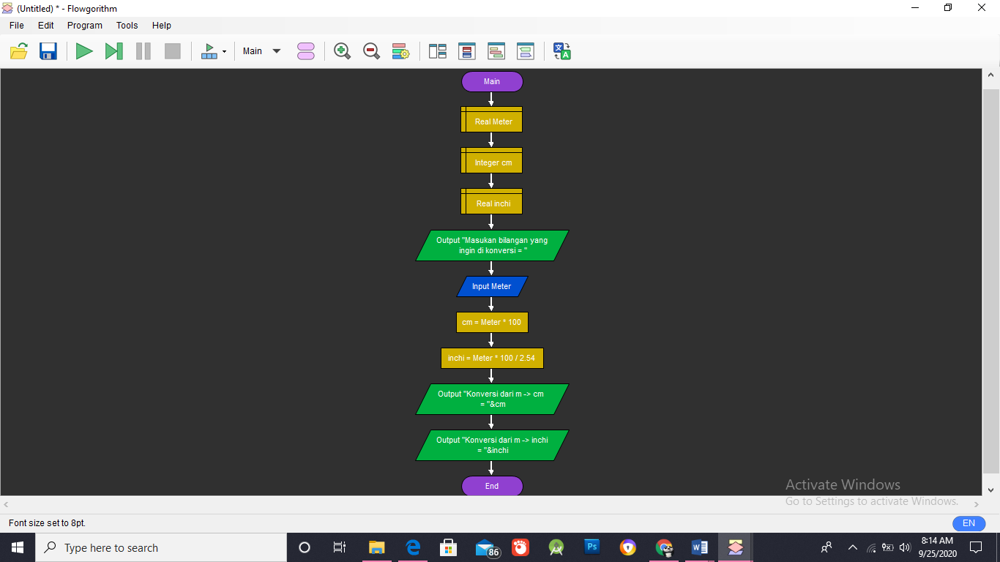 (Untitled) * - Flowgorithm
File Edit Program Tools Help
Main
Main
Real Meter
Integer cm
Real inchi
Output "Masukan bilangan yang
ingin di konversi = "
Input Meter
cm = Meter * 100
inchi = Meter * 100 / 2.54
Output "Konversi dari m -> cm
= "&cm
Output "Konversi dari m -> inchi
= "&inchi
End
Activate Windows
Go to Settings to activate Windows.
Font size set to 8pt.
EN
Type here to search
86
Ps
W
8:14 AM
9/25/2020